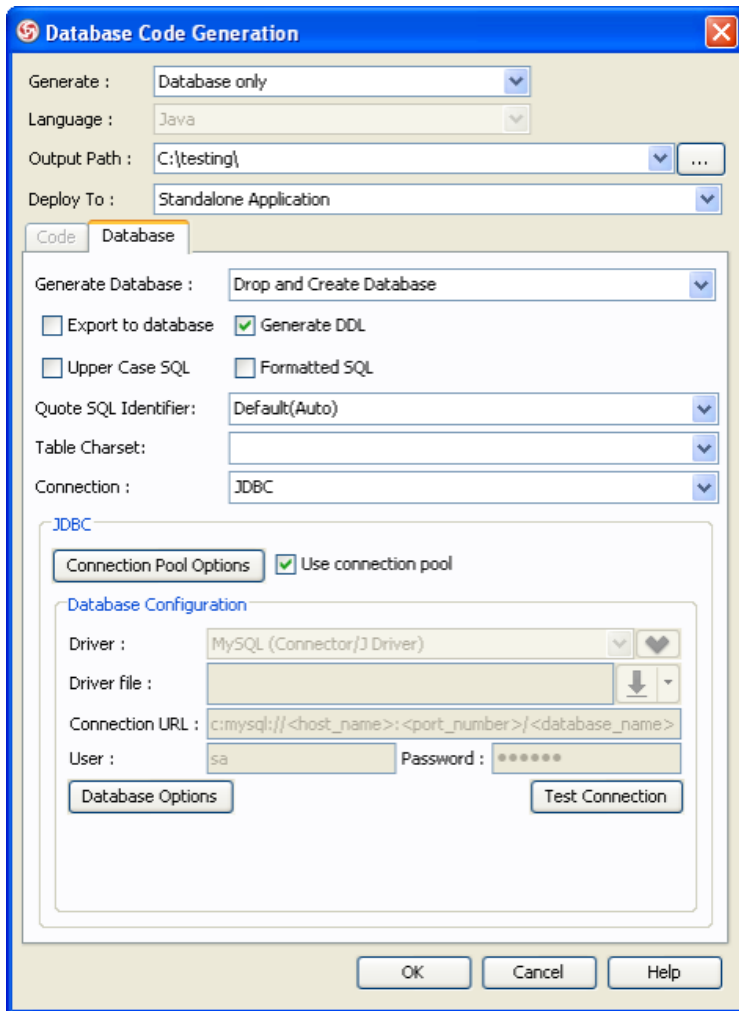 Database Code Generation
Generate : Database only
Language : Java
Output Path : C:\testing\ ...
Deploy To : Standalone Application
Code Database
Generate Database : Drop and Create Database
Export to database Generate DDL
Upper Case SQL Formatted SQL
Quote SQL Identifier: Default(Auto)
Table Charset:
Connection : JDBC
JDBC
Connection Pool Options Use connection pool
Database Configuration
Driver : MySQL (Connector/J Driver)
Driver file :
Connection URL : c:mysql://<host_name>:<port_number>/<database_name>
User : sa Password : ●●●●●●
Database Options Test Connection
OK Cancel Help